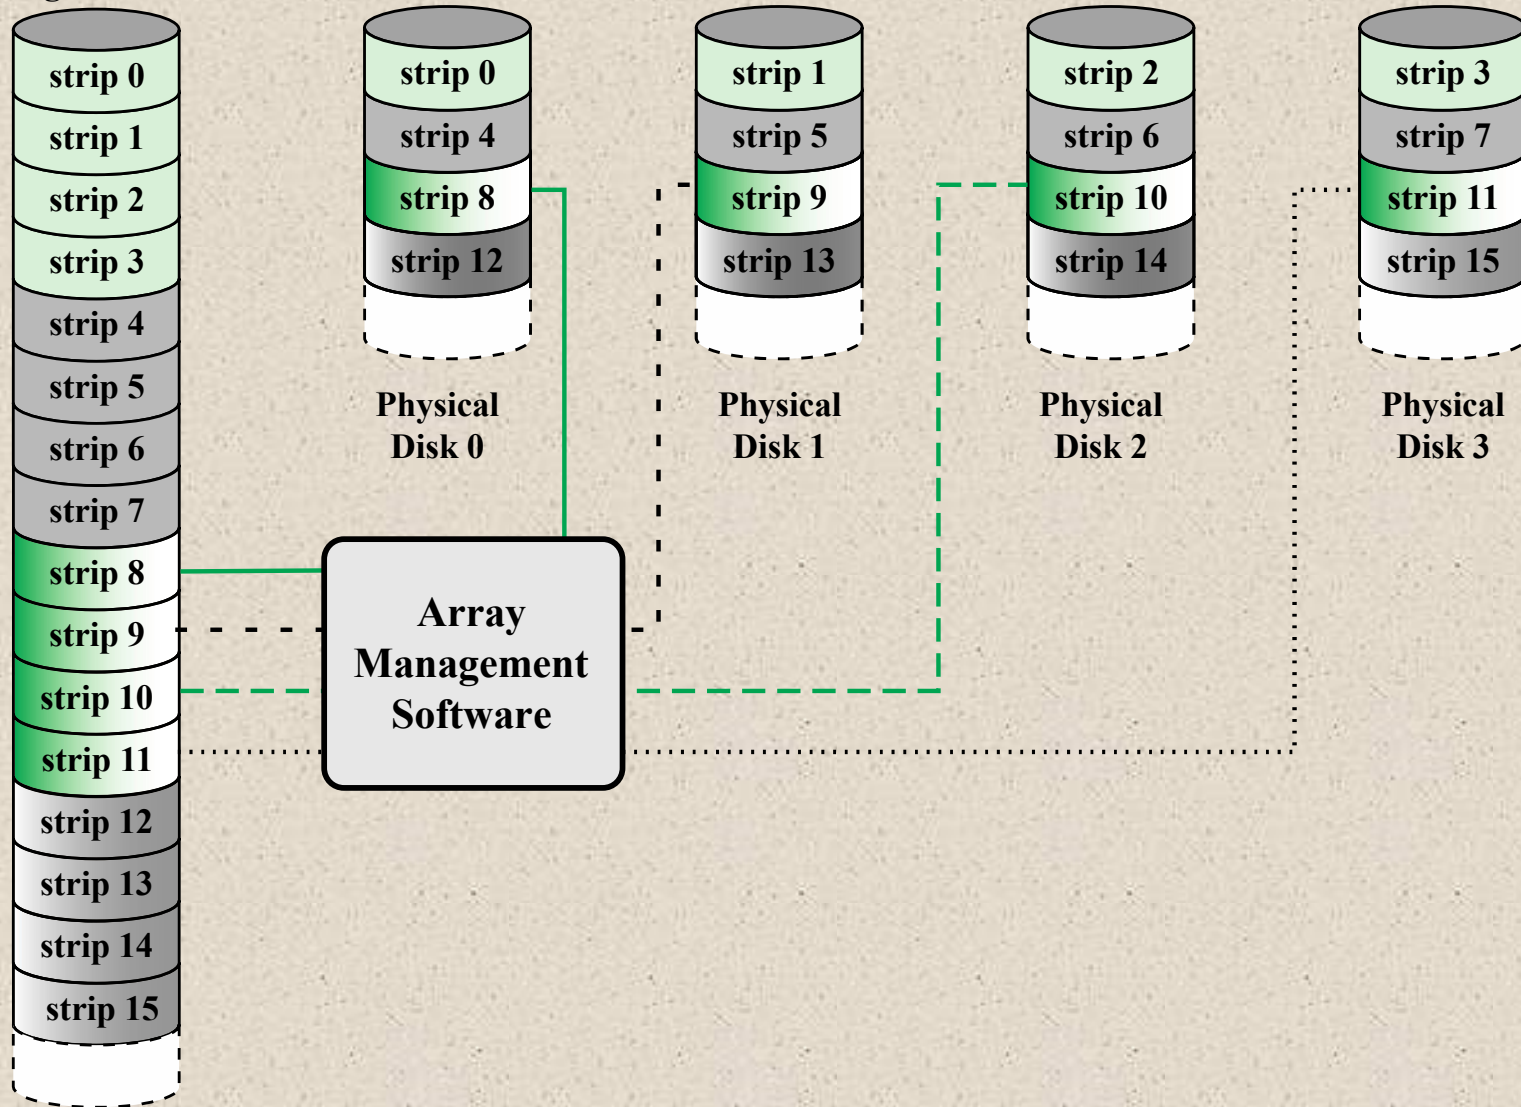 strip 0
strip 1
strip 2
strip 3
strip 4
strip 5
strip 6
strip 7
strip 8
strip 9
strip 10
strip 11
strip 12
strip 13
strip 14
strip 15
strip 0
strip 4
strip 8
strip 12
Physical
Disk 0
strip 1
strip 5
strip 9
strip 13
Physical
Disk 1
strip 2
strip 6
strip 10
strip 14
Physical
Disk 2
strip 3
strip 7
strip 11
strip 15
Physical
Disk 3
Array
Management
Software